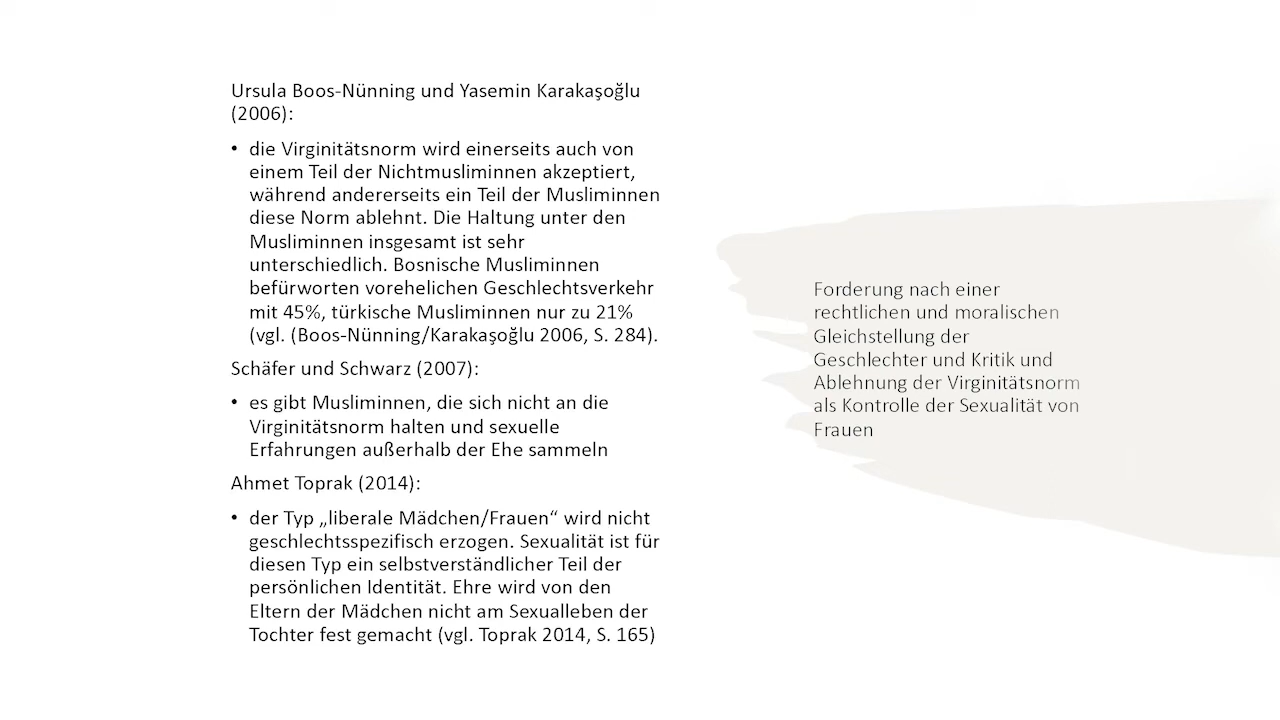 Ursula Boos-Nünning und Yasemin Karakaşoğlu
(2006):
• die Virginitätsnorm wird einerseits auch von
einem Teil der Nichtmusliminnen akzeptiert,
während andererseits ein Teil der Musliminnen
diese Norm ablehnt. Die Haltung unter den
Musliminnen insgesamt ist sehr
unterschiedlich. Bosnische Musliminnen
befürworten vorehelichen Geschlechtsverkehr
mit 45%, türkische Musliminnen nur zu 21%
(vgl. (Boos-Nünning/Karakaşoğlu 2006, S. 284).
Schäfer und Schwarz (2007):
• es gibt Musliminnen, die sich nicht an die
Virginitätsnorm halten und sexuelle
Erfahrungen außerhalb der Ehe sammeln
Ahmet Toprak (2014):
• der Typ „liberale Mädchen/Frauen“ wird nicht
geschlechtsspezifisch erzogen. Sexualität ist für
diesen Typ ein selbstverständlicher Teil der
persönlichen Identität. Ehre wird von den
Eltern der Mädchen nicht am Sexualleben der
Tochter fest gemacht (vgl. Toprak 2014, S. 165)
Forderung nach einer
rechtlichen und moralischen
Gleichstellung der
Geschlechter und Kritik und
Ablehnung der Virginitätsnorm
als Kontrolle der Sexualität von
Frauen